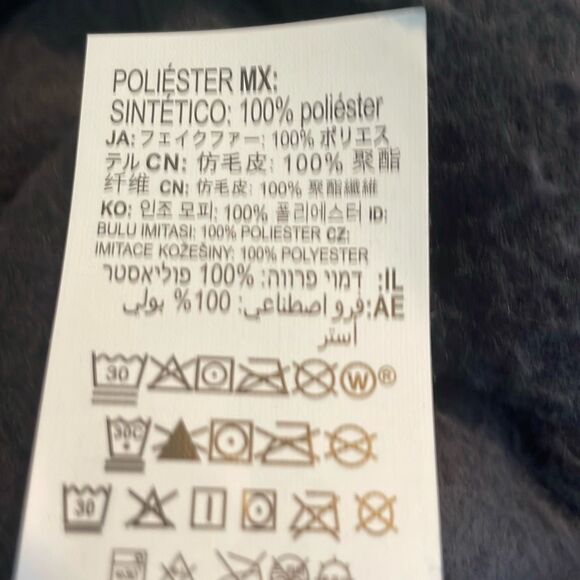 POLIÉSTER MX:
SINTÉTICO: 100% poliéster
JA: フェイクファー: 100% ポリエス
テル CN: 仿毛皮: 100% 聚酯
纤维 CN: 仿毛皮: 100% 聚酯纖維
KO: 인조 모피: 100% 폴리에스터 ID:
BULU IMITASI: 100% POLIESTER CZ:
IMITACE KOŽEŠINY: 100% POLYESTER
IL: דמוי פרווה: 100% פוליאסטר
AE: فرو اصطناعي: 100% بولي
استر
30 W®
30C
30